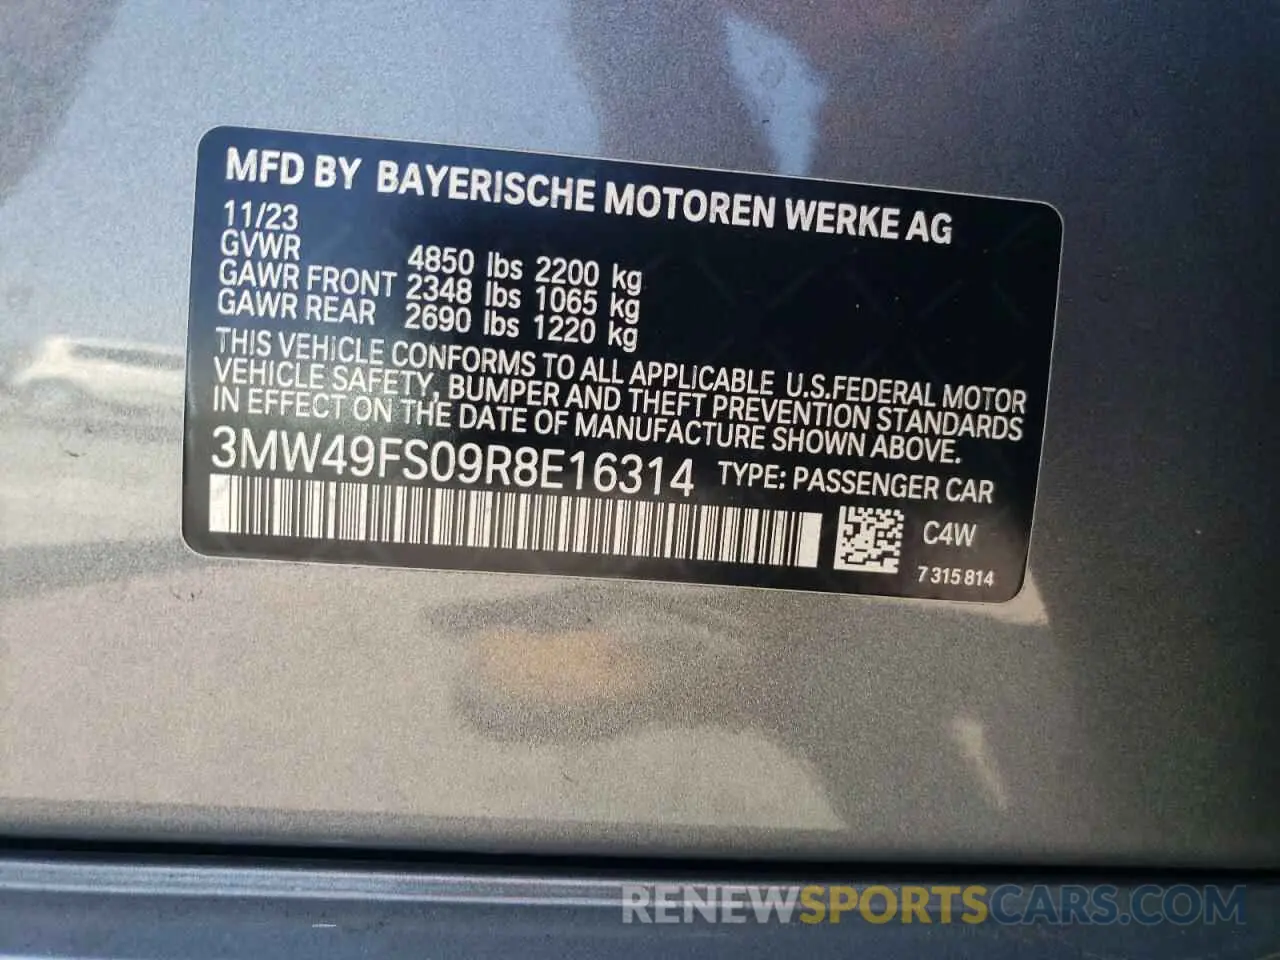 MFD BY BAYERISCHE MOTOREN WERKE AG
11/23
GVWR 4850 lbs 2200 kg
GAWR FRONT 2348 lbs 1065 kg
GAWR REAR 2690 lbs 1220 kg
THIS VEHICLE CONFORMS TO ALL APPLICABLE U.S.FEDERAL MOTOR
VEHICLE SAFETY, BUMPER AND THEFT PREVENTION STANDARDS
IN EFFECT ON THE DATE OF MANUFACTURE SHOWN ABOVE.
3MW49FS09R8E16314 TYPE: PASSENGER CAR
C4W
7 315 814
RENEWSPORTSCARS.COM